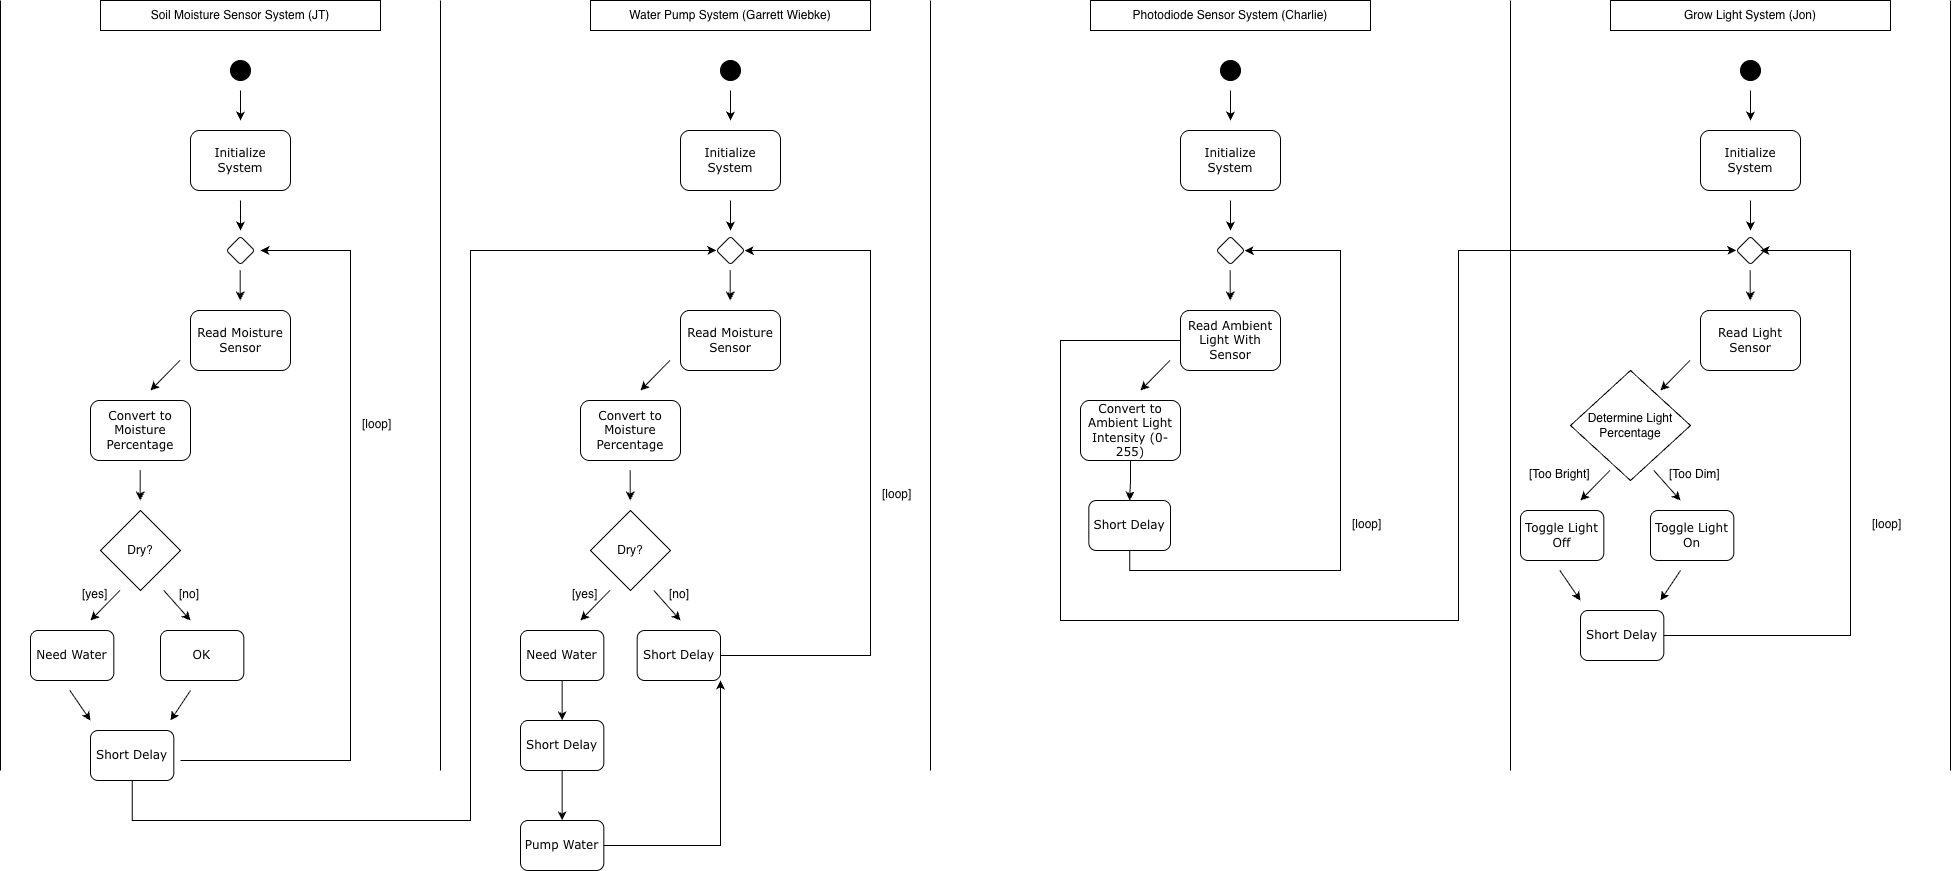 Soil Moisture Sensor System (JT)
Initialize
System
Read Moisture
Sensor
Convert to
Moisture
Percentage
[loop]
Dry?
[yes]
[no]
Need Water
OK
Short Delay
Water Pump System (Garrett Wiebke)
Initialize
System
Read Moisture
Sensor
Convert to
Moisture
Percentage
[loop]
Dry?
[yes]
[no]
Need Water
Short Delay
Short Delay
Pump Water
Photodiode Sensor System (Charlie)
Initialize
System
Read Ambient
Light With
Sensor
Convert to
Ambient Light
Intensity (0-
255)
Short Delay
[loop]
Grow Light System (Jon)
Initialize
System
Read Light
Sensor
Determine Light
Percentage
[Too Bright]
[Too Dim]
Toggle Light
Off
Toggle Light
On
[loop]
Short Delay